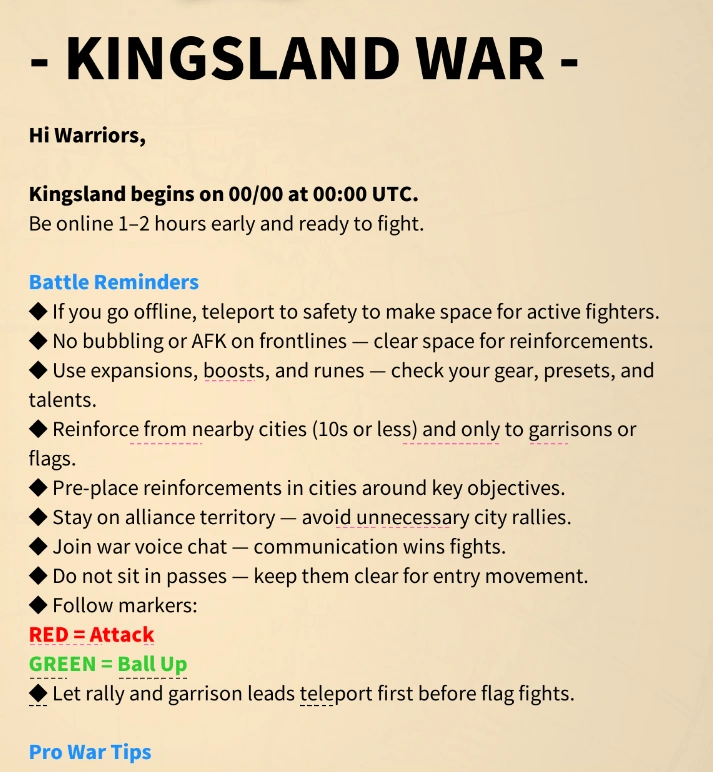 - KINGSLAND WAR -
Hi Warriors,
Kingsland begins on 00/00 at 00:00 UTC.
Be online 1–2 hours early and ready to fight.
Battle Reminders
◆ If you go offline, teleport to safety to make space for active fighters.
◆ No bubbling or AFK on frontlines — clear space for reinforcements.
◆ Use expansions, boosts, and runes — check your gear, presets, and
talents.
◆ Reinforce from nearby cities (10s or less) and only to garrisons or
flags.
◆ Pre-place reinforcements in cities around key objectives.
◆ Stay on alliance territory — avoid unnecessary city rallies.
◆ Join war voice chat — communication wins fights.
◆ Do not sit in passes — keep them clear for entry movement.
◆ Follow markers:
RED = Attack
GREEN = Ball Up
◆ Let rally and garrison leads teleport first before flag fights.
Pro War Tips